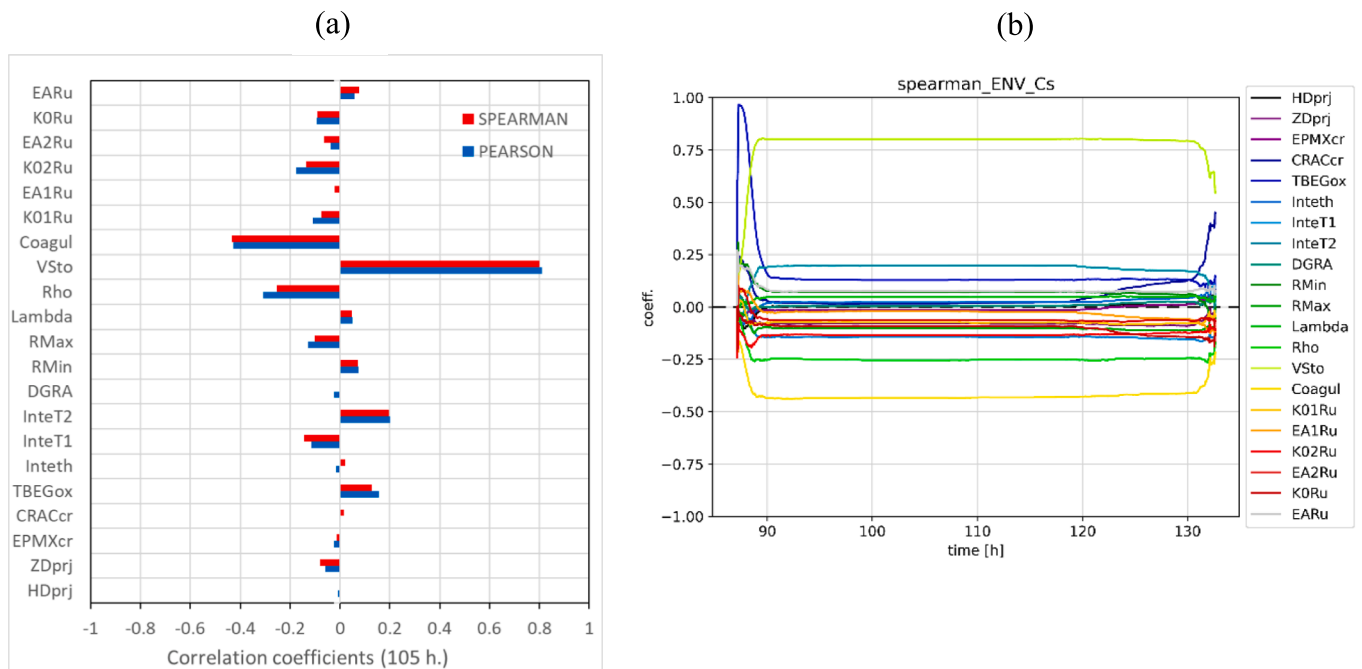 (a)
(b)
EARu
K0Ru
EA2Ru
K02Ru
EA1Ru
K01Ru
Coagul
VSto
Rho
Lambda
RMax
RMin
DGRA
InteT2
InteT1
Inteth
TBEGox
CRACcr
EPMXcr
ZDprj
HDprj
SPEARMAN
PEARSON
-1 -0.8 -0.6 -0.4 -0.2 0 0.2 0.4 0.6 0.8 1
Correlation coefficients (105 h.)
spearman_ENV_Cs
1.00
0.75
0.50
0.25
0.00
−0.25
−0.50
−0.75
−1.00
coeff.
90 100 110 120 130
time [h]
HDprj
ZDprj
EPMXcr
CRACcr
TBEGox
Inteth
InteT1
InteT2
DGRA
RMin
RMax
Lambda
Rho
VSto
Coagul
K01Ru
EA1Ru
K02Ru
EA2Ru
K0Ru
EARu